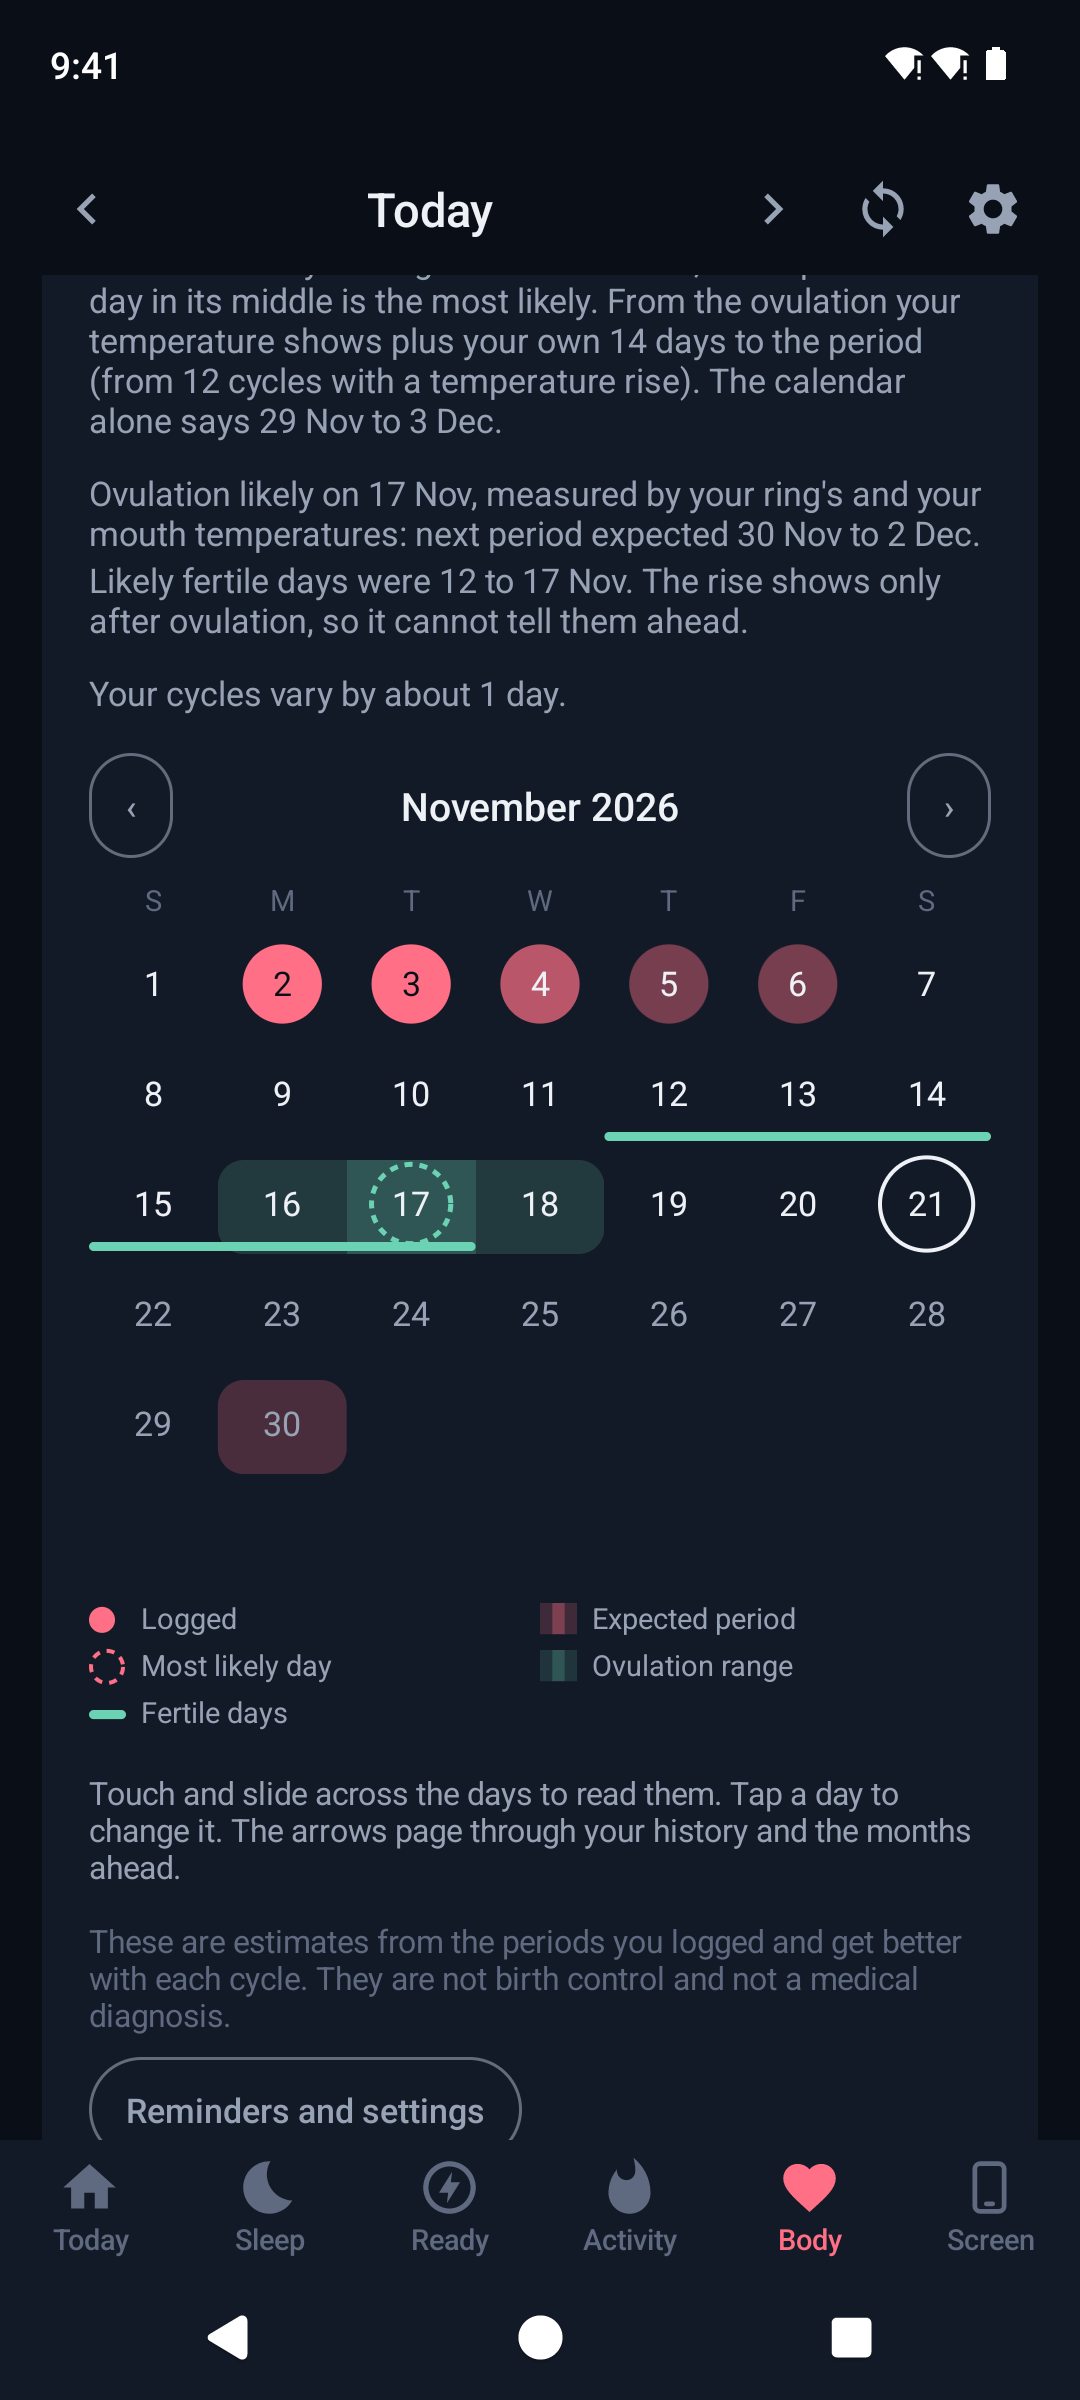 9:41
Today
day in its middle is the most likely. From the ovulation your
temperature shows plus your own 14 days to the period
(from 12 cycles with a temperature rise). The calendar
alone says 29 Nov to 3 Dec.
Ovulation likely on 17 Nov, measured by your ring's and your
mouth temperatures: next period expected 30 Nov to 2 Dec.
Likely fertile days were 12 to 17 Nov. The rise shows only
after ovulation, so it cannot tell them ahead.
Your cycles vary by about 1 day.
‹ November 2026 ›
S M T W T F S
1 2 3 4 5 6 7
8 9 10 11 12 13 14
15 16 17 18 19 20 21
22 23 24 25 26 27 28
29 30
Logged Expected period
Most likely day Ovulation range
Fertile days
Touch and slide across the days to read them. Tap a day to
change it. The arrows page through your history and the months
ahead.
These are estimates from the periods you logged and get better
with each cycle. They are not birth control and not a medical
diagnosis.
Reminders and settings
Today Sleep Ready Activity Body Screen